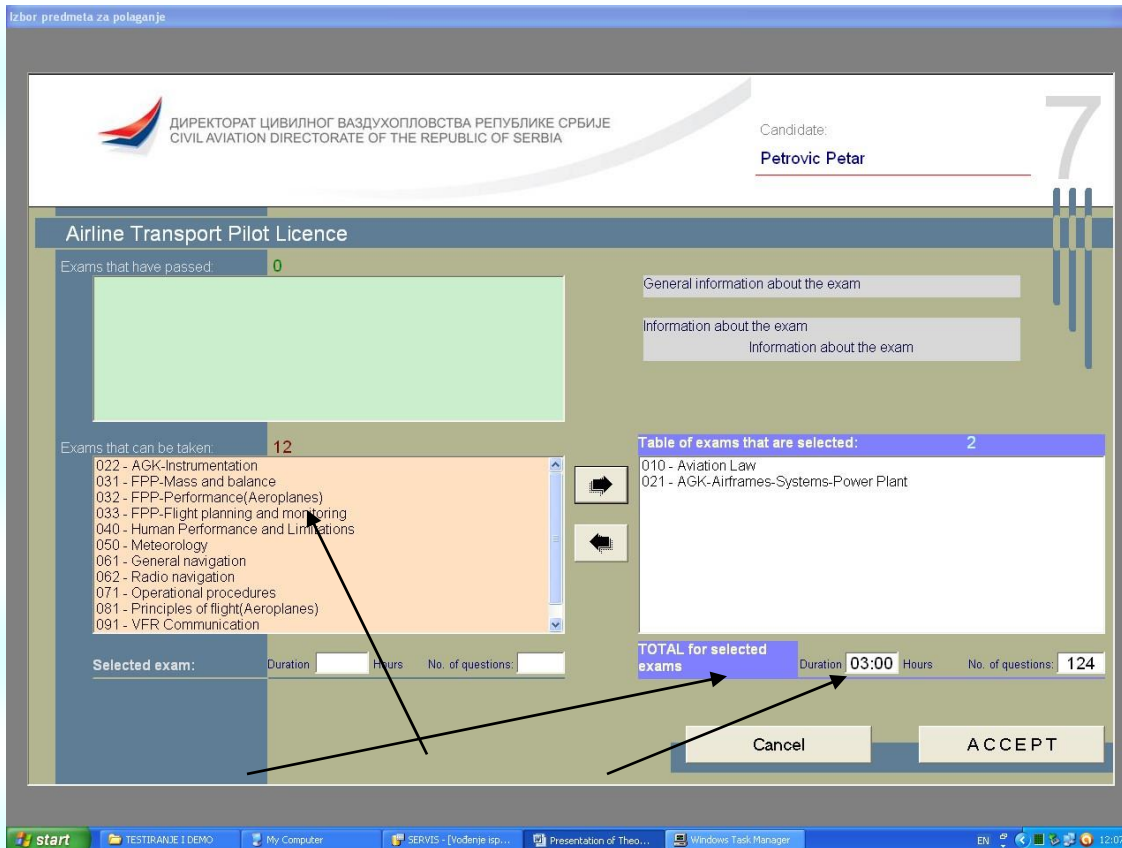 Izbor predmeta za polaganje
ДИРЕКТОРАТ ЦИВИЛНОГ ВАЗДУХОПЛОВСТВА РЕПУБЛИКЕ СРБИЈЕ
CIVIL AVIATION DIRECTORATE OF THE REPUBLIC OF SERBIA
Candidate:
Petrovic Petar
7
Airline Transport Pilot Licence
Exams that have passed: 0
General information about the exam
Information about the exam
Information about the exam
Exams that can be taken: 12
022 - AGK-Instrumentation
031 - FPP-Mass and balance
032 - FPP-Performance(Aeroplanes)
033 - FPP-Flight planning and monitoring
040 - Human Performance and Limitations
050 - Meteorology
061 - General navigation
062 - Radio navigation
071 - Operational procedures
081 - Principles of flight(Aeroplanes)
091 - VFR Communication
Table of exams that are selected: 2
010 - Aviation Law
021 - AGK-Airframes-Systems-Power Plant
Selected exam: Duration Hours No. of questions:
TOTAL for selected
exams Duration 03:00 Hours No. of questions: 124
Cancel
ACCEPT
start TESTIRANJE I DEMO My Computer SERVIS - [Vođenje isp... Presentation of Theo... Windows Task Manager EN 12:07